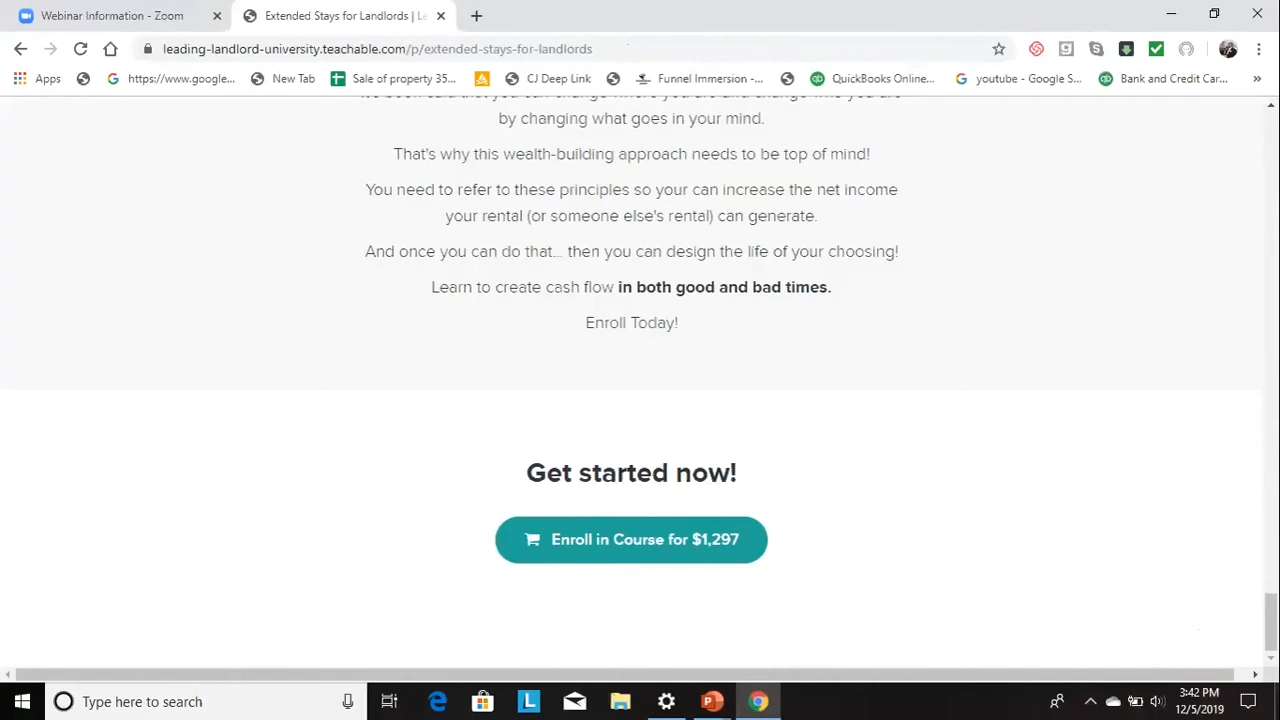 Webinar Information - Zoom
Extended Stays for Landlords | L
leading-landlord-university.teachable.com/p/extended-stays-for-landlords
Apps
https://www.google...
New Tab
Sale of property 35...
CJ Deep Link
Funnel Immersion -...
QuickBooks Online...
youtube - Google S...
Bank and Credit Car...
by changing what goes in your mind.
That's why this wealth-building approach needs to be top of mind!
You need to refer to these principles so your can increase the net income
your rental (or someone else's rental) can generate.
And once you can do that... then you can design the life of your choosing!
Learn to create cash flow in both good and bad times.
Enroll Today!
Get started now!
Enroll in Course for $1,297
Type here to search
3:42 PM
12/5/2019